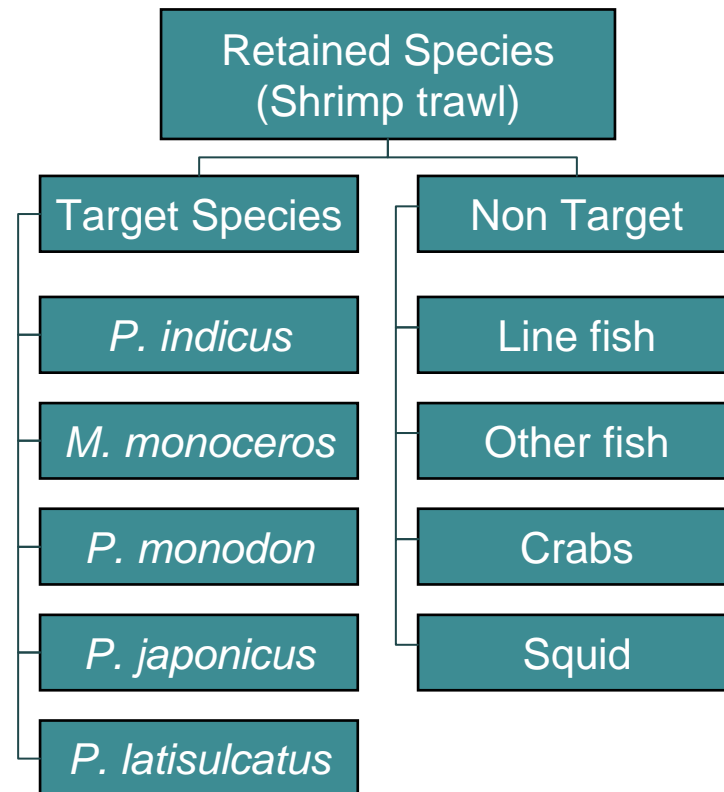 Retained Species
(Shrimp trawl)
Target Species
P. indicus
M. monoceros
P. monodon
P. japonicus
P. latisulcatus
Non Target
Line fish
Other fish
Crabs
Squid